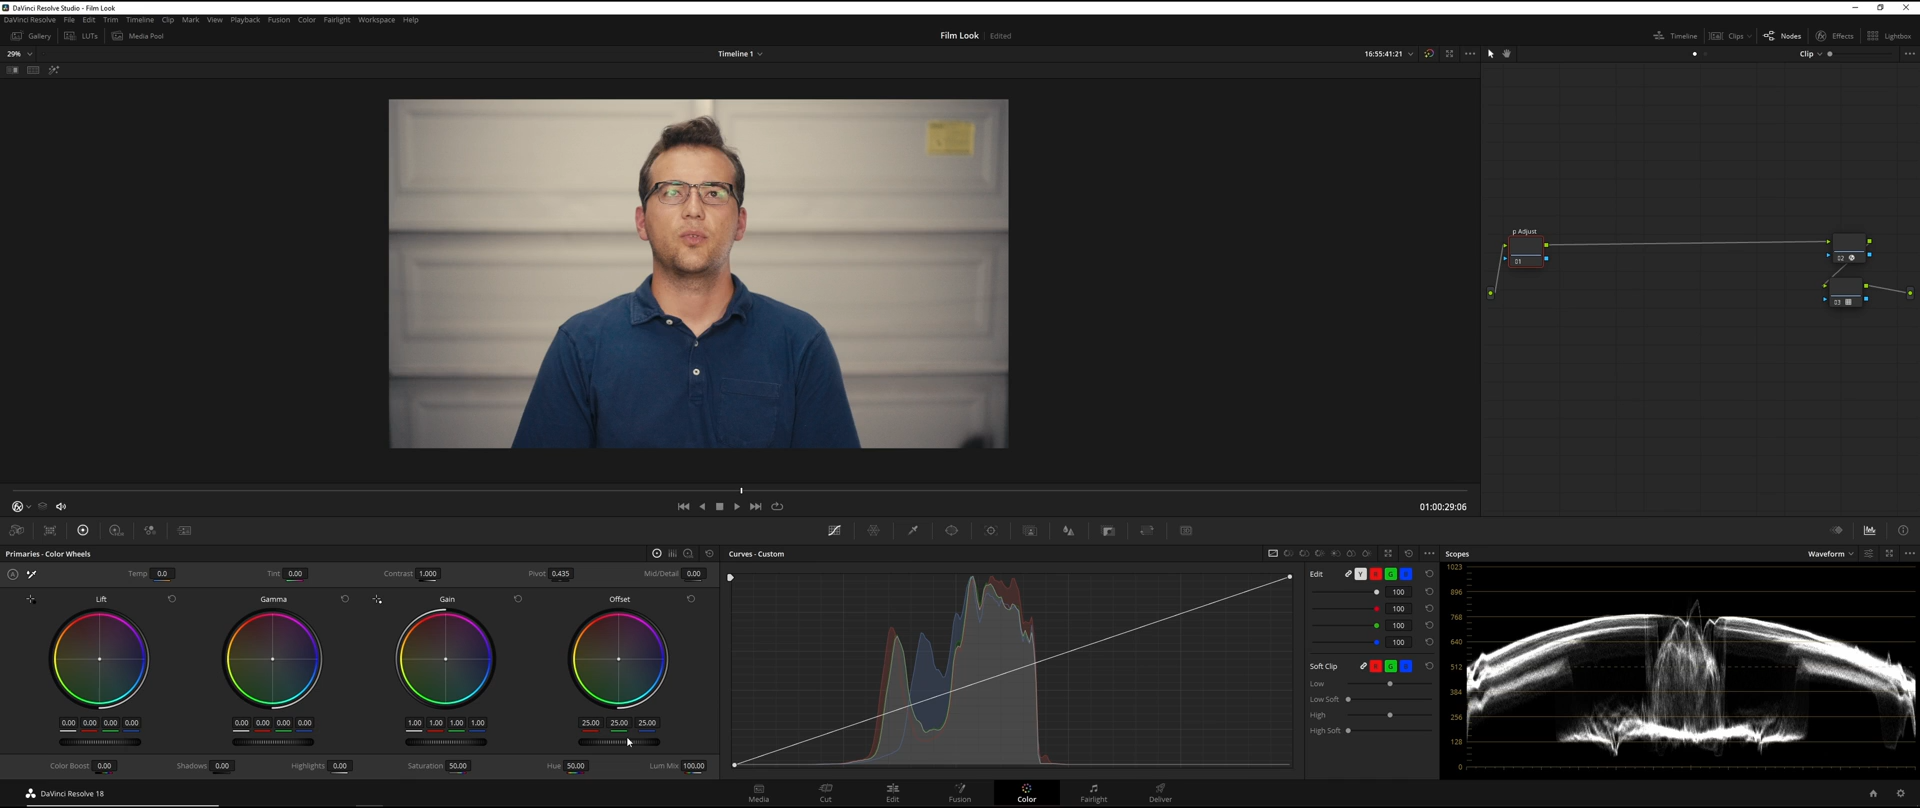 DaVinci Resolve Studio - Film Look
DaVinci Resolve File Edit Trim Timeline Clip Mark View Playback Fusion Color Fairlight Workspace Help
Gallery LUTs Media Pool Film Look Edited Timeline Clips Nodes Effects Lightbox
29% Timeline 1 16:55:41:21 Clip
p Adjust
01
02
03
01:00:29:06
Primaries - Color Wheels Curves - Custom Scopes Waveform
Temp 0.0 Tint 0.00 Contrast 1.000 Pivot 0.435 Mid/Detail 0.00
Lift Gamma Gain Offset
0.00 0.00 0.00 0.00 0.00 0.00 0.00 0.00 1.00 1.00 1.00 1.00 25.00 25.00 25.00
Color Boost 0.00 Shadows 0.00 Highlights 0.00 Saturation 50.00 Hue 50.00 Lum Mix 100.00
Edit Y R G B
100
100
100
100
Soft Clip R G B
Low
Low Soft
High
High Soft
1023
896
768
640
512
384
256
128
0
DaVinci Resolve 18
Media Cut Edit Fusion Color Fairlight Deliver